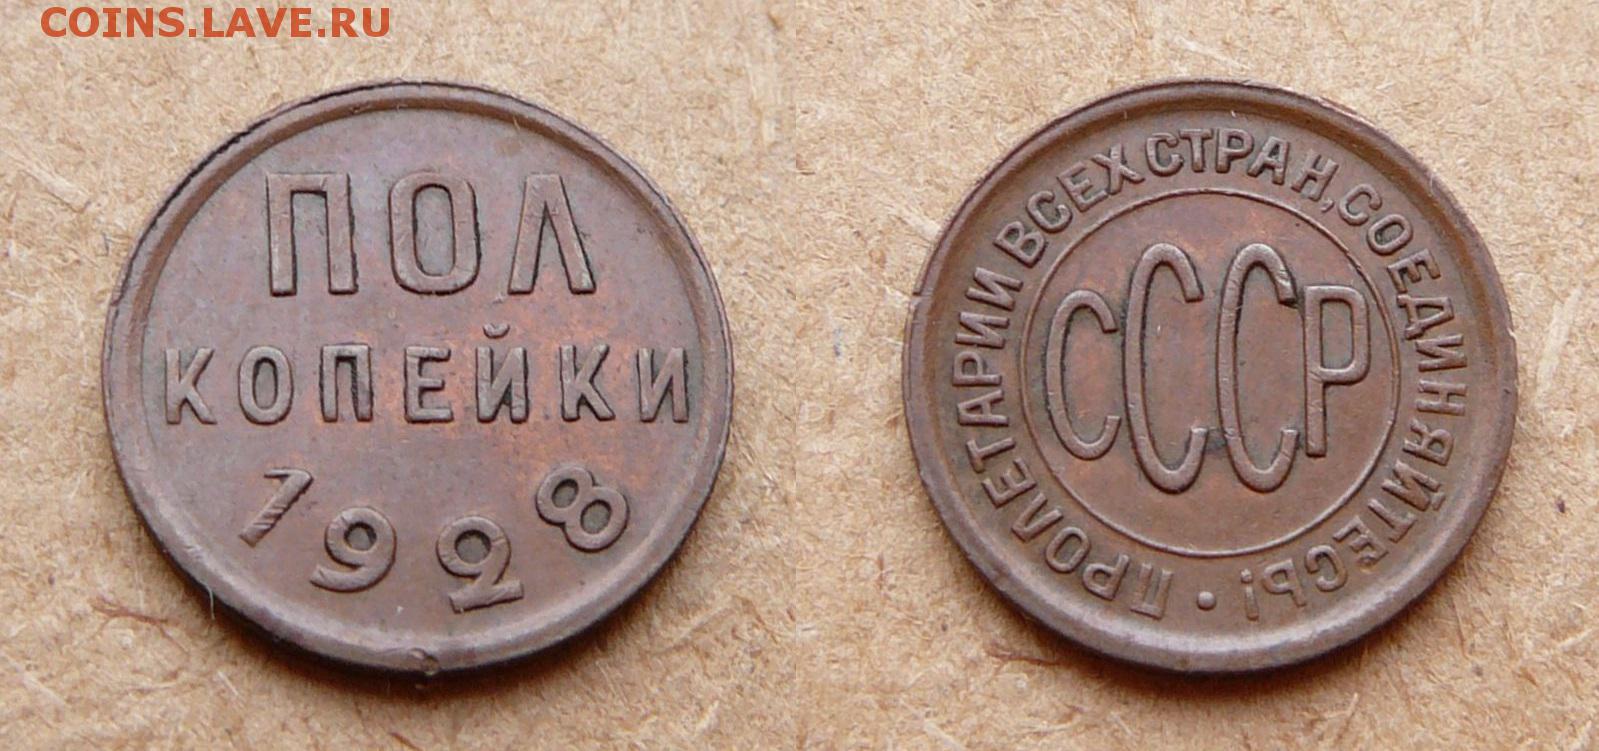 COINS.LAVE.RU
ПОЛ
КОПЕЙКИ
1928
ПРОЛЕТАРИИ ВСЕХ СТРАН, СОЕДИНЯЙТЕСЬ! •
СССР